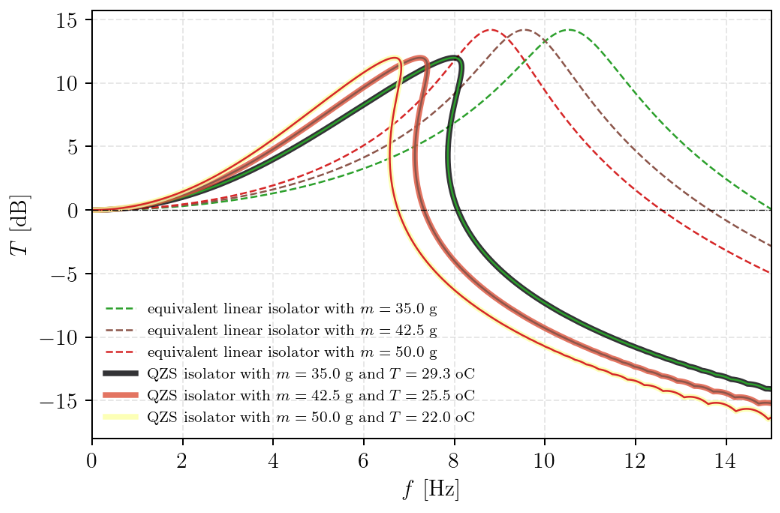 15
10
5
0
−5
−10
−15
T [dB]
equivalent linear isolator with m = 35.0 g
equivalent linear isolator with m = 42.5 g
equivalent linear isolator with m = 50.0 g
QZS isolator with m = 35.0 g and T = 29.3 oC
QZS isolator with m = 42.5 g and T = 25.5 oC
QZS isolator with m = 50.0 g and T = 22.0 oC
0 2 4 6 8 10 12 14
f [Hz]